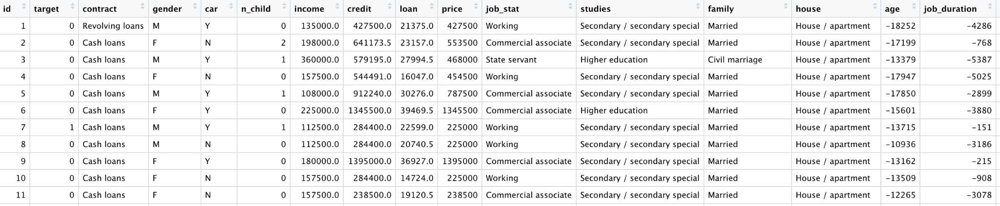 id target contract gender car n_child income credit loan price job_stat studies family house age job_duration
1 0 Revolving loans M Y 0 135000.0 427500.0 21375.0 427500 Working Secondary / secondary special Married House / apartment -18252 -4286
2 0 Cash loans F N 2 198000.0 641173.5 23157.0 553500 Commercial associate Secondary / secondary special Married House / apartment -17199 -768
3 0 Cash loans M Y 1 360000.0 579195.0 27994.5 468000 State servant Higher education Civil marriage House / apartment -13379 -5387
4 0 Cash loans F N 0 157500.0 544491.0 16047.0 454500 Working Secondary / secondary special Married House / apartment -17947 -5025
5 0 Cash loans M Y 1 108000.0 912240.0 30276.0 787500 Commercial associate Secondary / secondary special Married House / apartment -17850 -2899
6 0 Cash loans F Y 0 225000.0 1345500.0 39469.5 1345500 Commercial associate Higher education Married House / apartment -15601 -3880
7 1 Cash loans M Y 1 112500.0 284400.0 22599.0 225000 Working Secondary / secondary special Married House / apartment -13715 -151
8 0 Cash loans M N 0 112500.0 284400.0 20740.5 225000 Working Secondary / secondary special Married House / apartment -10936 -3186
9 0 Cash loans F Y 0 180000.0 1395000.0 36927.0 1395000 Commercial associate Secondary / secondary special Married House / apartment -13162 -215
10 0 Cash loans F N 0 157500.0 284400.0 14724.0 225000 Working Secondary / secondary special Married House / apartment -13509 -908
11 0 Cash loans F N 0 157500.0 238500.0 19120.5 238500 Commercial associate Secondary / secondary special Married House / apartment -12265 -3078